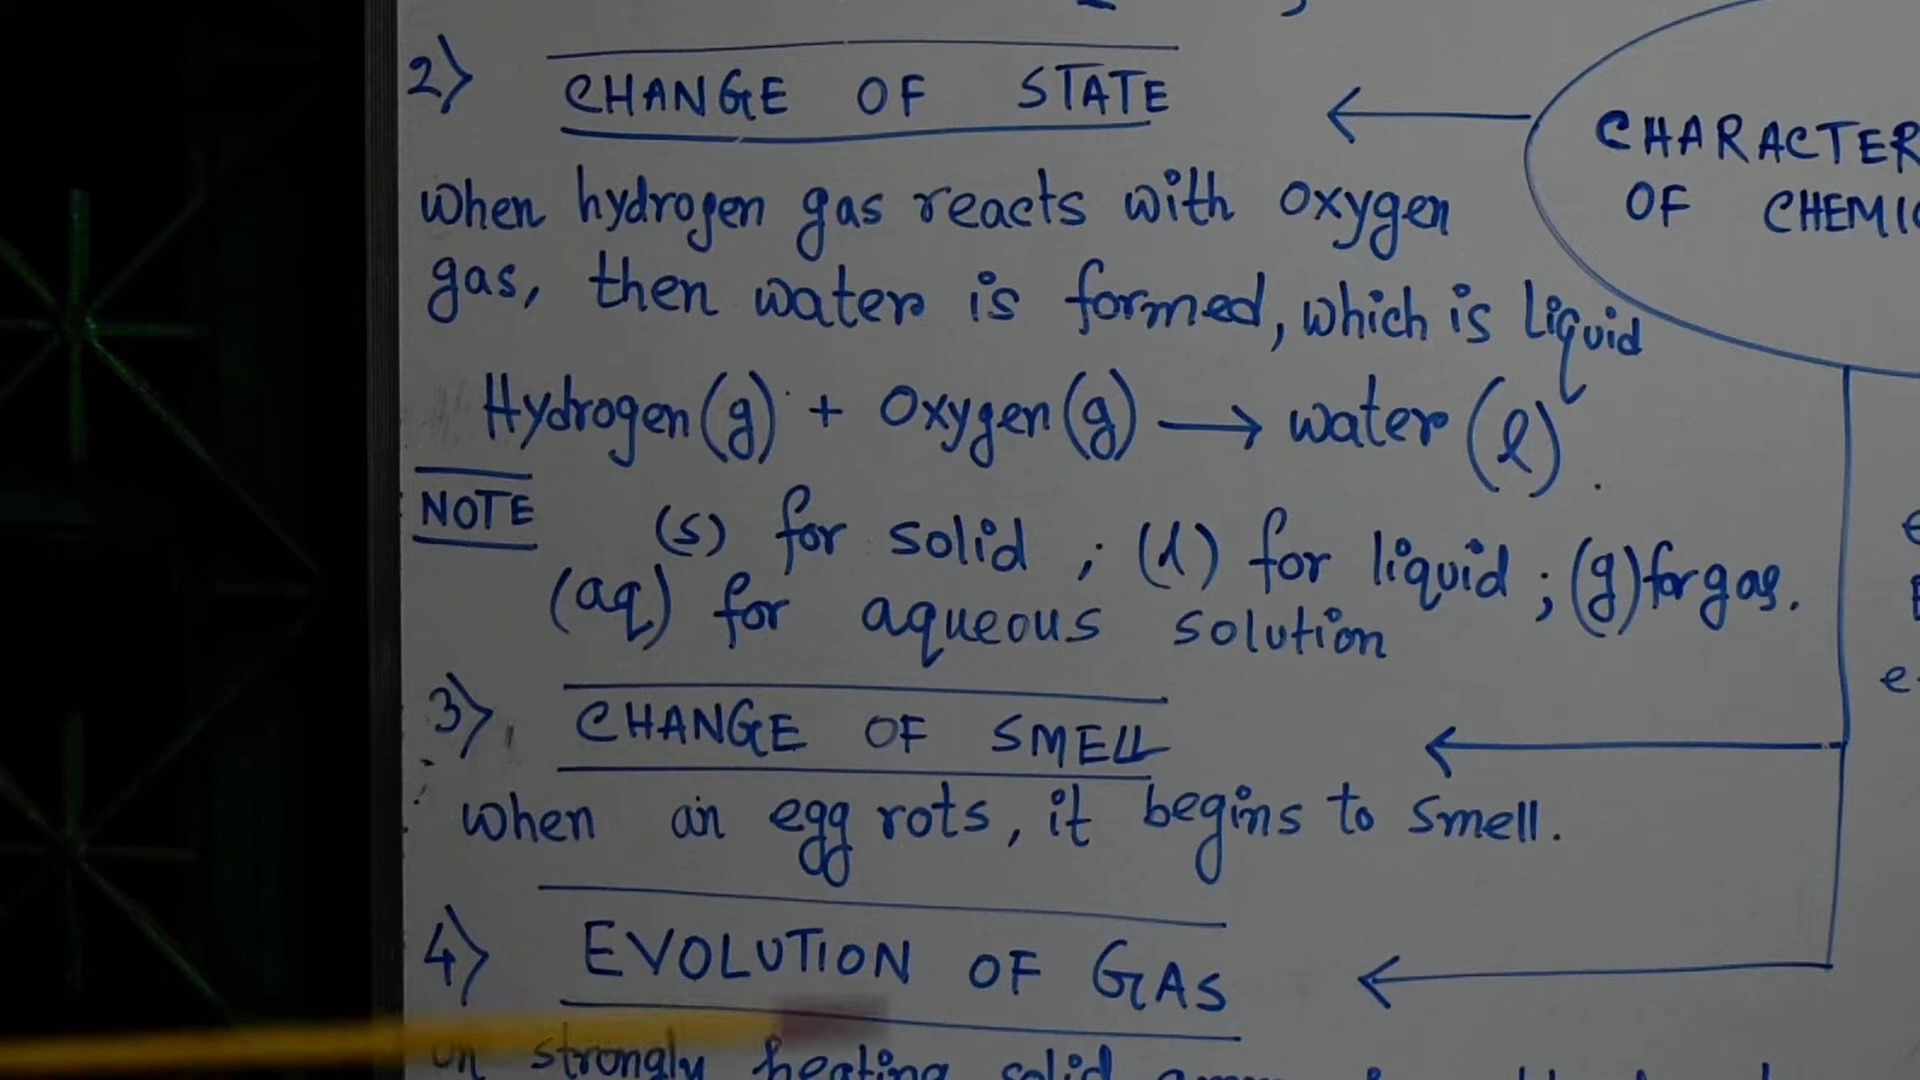 2) CHANGE OF STATE
when hydrogen gas reacts with oxygen
gas, then water is formed, which is liquid
Hydrogen(g) + Oxygen(g) → water (l).
NOTE (s) for solid ; (l) for liquid ; (g) for gas.
(aq) for aqueous solution
3) CHANGE OF SMELL
when an egg rots, it begins to smell.
4) EVOLUTION OF GAS
on strongly heating solid
CHARACTER
OF CHEMIC